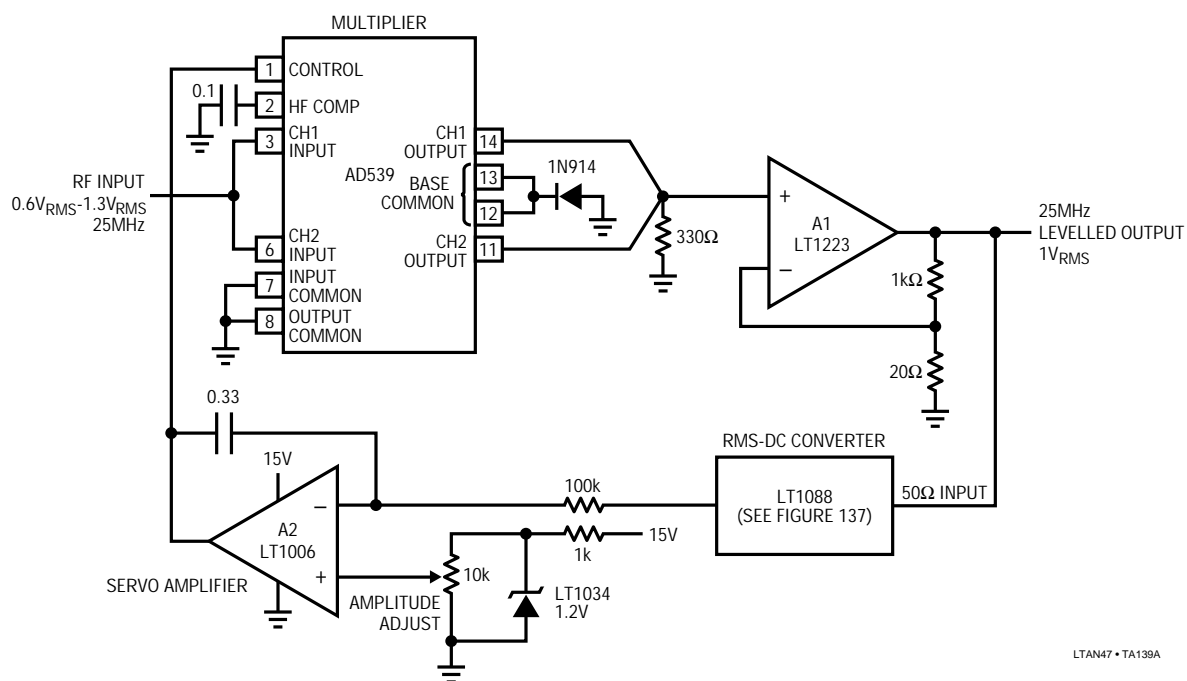 MULTIPLIER
1
CONTROL
0.1
2
HF COMP
3
CH1
INPUT
CH1
OUTPUT
14
RF INPUT
0.6VRMS-1.3VRMS
25MHz
AD539
BASE
COMMON
13
12
1N914
6
CH2
INPUT
CH2
OUTPUT
11
7
INPUT
COMMON
8
OUTPUT
COMMON
330Ω
+
A1
LT1223
–
25MHz
LEVELLED OUTPUT
1VRMS
1kΩ
20Ω
0.33
15V
RMS-DC CONVERTER
LT1088
(SEE FIGURE 137)
50Ω INPUT
100k
–
A2
LT1006
+
SERVO AMPLIFIER
1k
15V
10k
AMPLITUDE
ADJUST
LT1034
1.2V
LTAN47 • TA139A